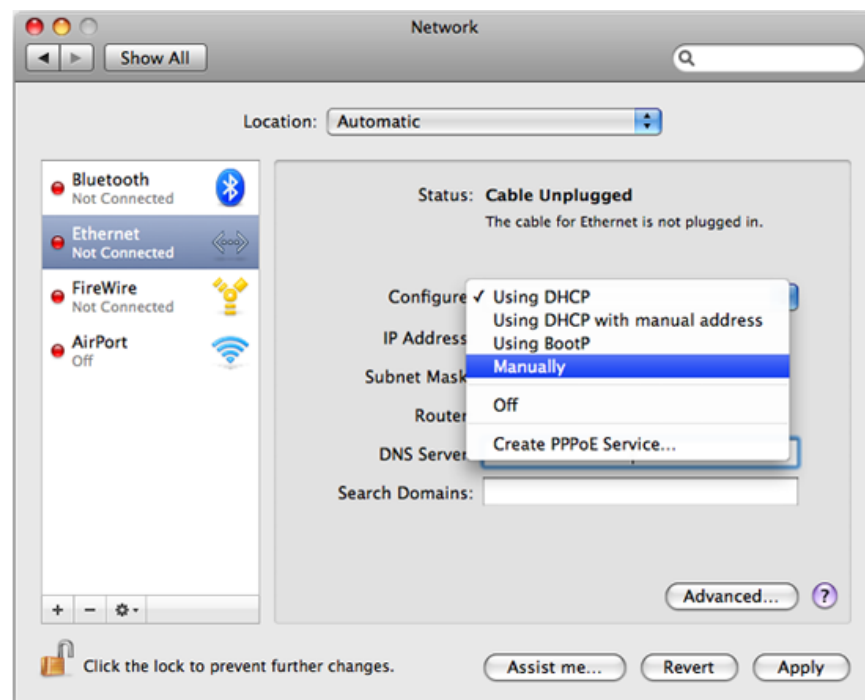 Network
Show All
Location: Automatic
Bluetooth
Not Connected
Ethernet
Not Connected
FireWire
Not Connected
AirPort
Off
Status: Cable Unplugged
The cable for Ethernet is not plugged in.
Configure ✓ Using DHCP
Using DHCP with manual address
IP Address
Using BootP
Manually
Subnet Mask
Off
Router
Create PPPoE Service...
DNS Server
Search Domains:
Advanced... ?
+ −
Click the lock to prevent further changes.
Assist me... Revert Apply